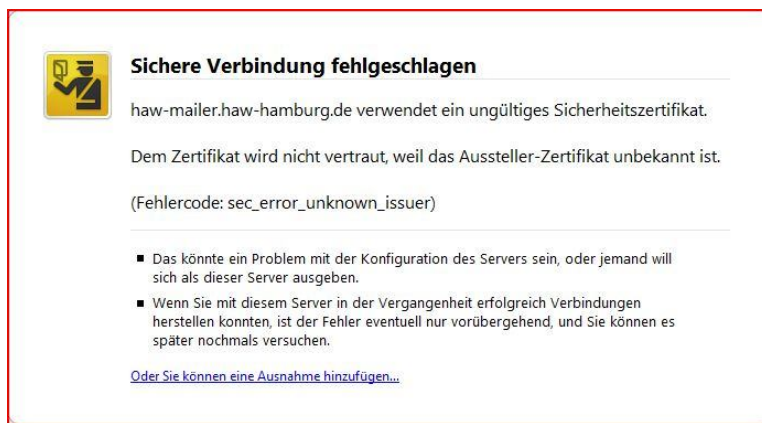 Sichere Verbindung fehlgeschlagen
haw-mailer.haw-hamburg.de verwendet ein ungültiges Sicherheitszertifikat.
Dem Zertifikat wird nicht vertraut, weil das Aussteller-Zertifikat unbekannt ist.
(Fehlercode: sec_error_unknown_issuer)
▪ Das könnte ein Problem mit der Konfiguration des Servers sein, oder jemand will
sich als dieser Server ausgeben.
▪ Wenn Sie mit diesem Server in der Vergangenheit erfolgreich Verbindungen
herstellen konnten, ist der Fehler eventuell nur vorübergehend, und Sie können es
später nochmals versuchen.
Oder Sie können eine Ausnahme hinzufügen...